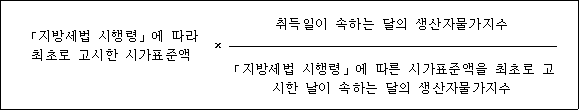 「지방세법 시행령」에 따라
최초로 고시한 시가표준액
×
취득일이 속하는 달의 생산자물가지수
「지방세법 시행령」에 따른 시가표준액을 최초로 고
시한 날이 속하는 달의 생산자물가지수